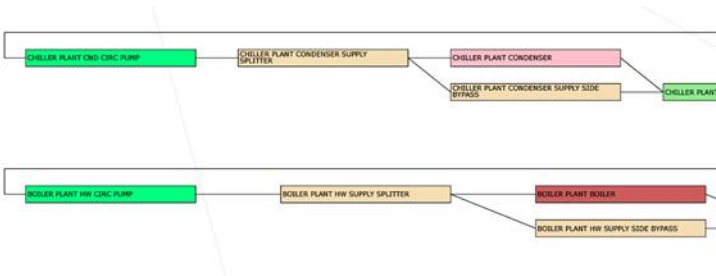 CHILLER PLANT CND CIRC PUMP
CHILLER PLANT CONDENSER SUPPLY
SPLITTER
CHILLER PLANT CONDENSER
CHILLER PLANT CONDENSER SUPPLY SIDE
BYPASS
CHILLER PLANT
BOILER PLANT HW CIRC PUMP
BOILER PLANT HW SUPPLY SPLITTER
BOILER PLANT BOILER
BOILER PLANT HW SUPPLY SIDE BYPASS